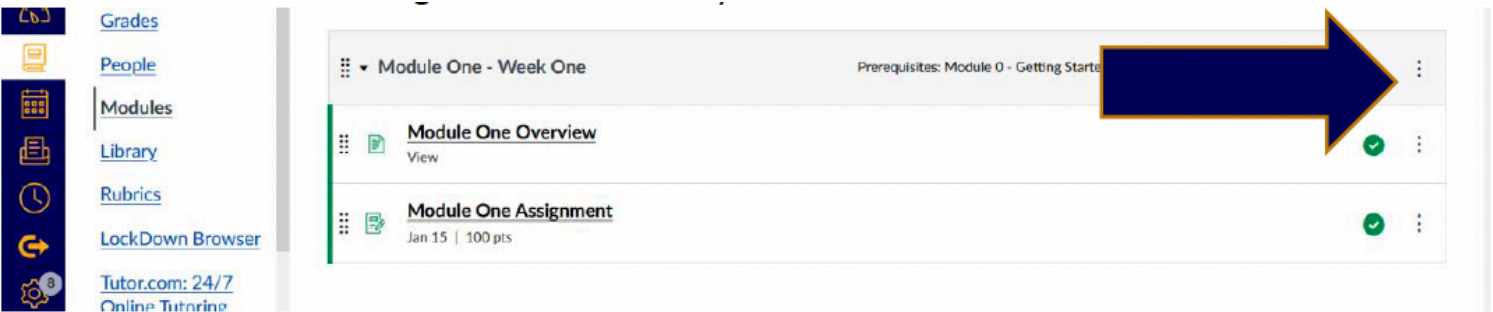 Grades
People
Modules
Library
Rubrics
LockDown Browser
Tutor.com: 24/7
Online Tutoring
8
Module One - Week One
Prerequisites: Module 0 - Getting Starte
Module One Overview
View
Module One Assignment
Jan 15 | 100 pts